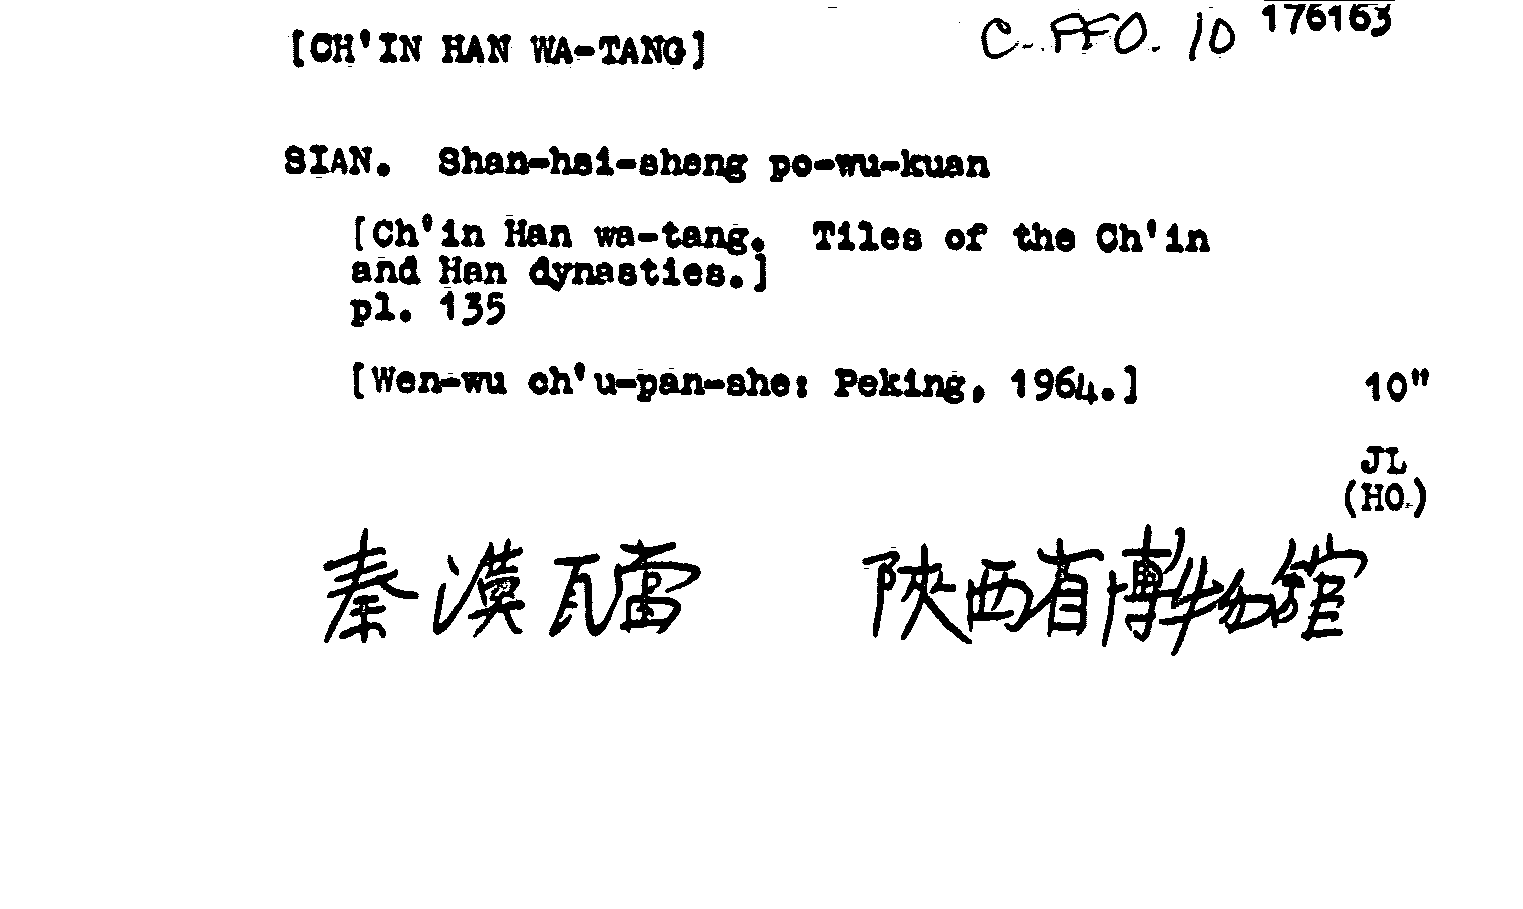 176163
C. FFO. 10
[CH'IN HAN WA-TANG]
SIAN. Shan-hsi-sheng po-wu-kuan
[Ch'in Han wa-tang. Tiles of the Ch'in
and Han dynasties.]
pl. 135
[Wen-wu ch'u-pan-she: Peking, 1964.] 10"
JL
(HO.)
秦漢瓦當 陝西省博物館